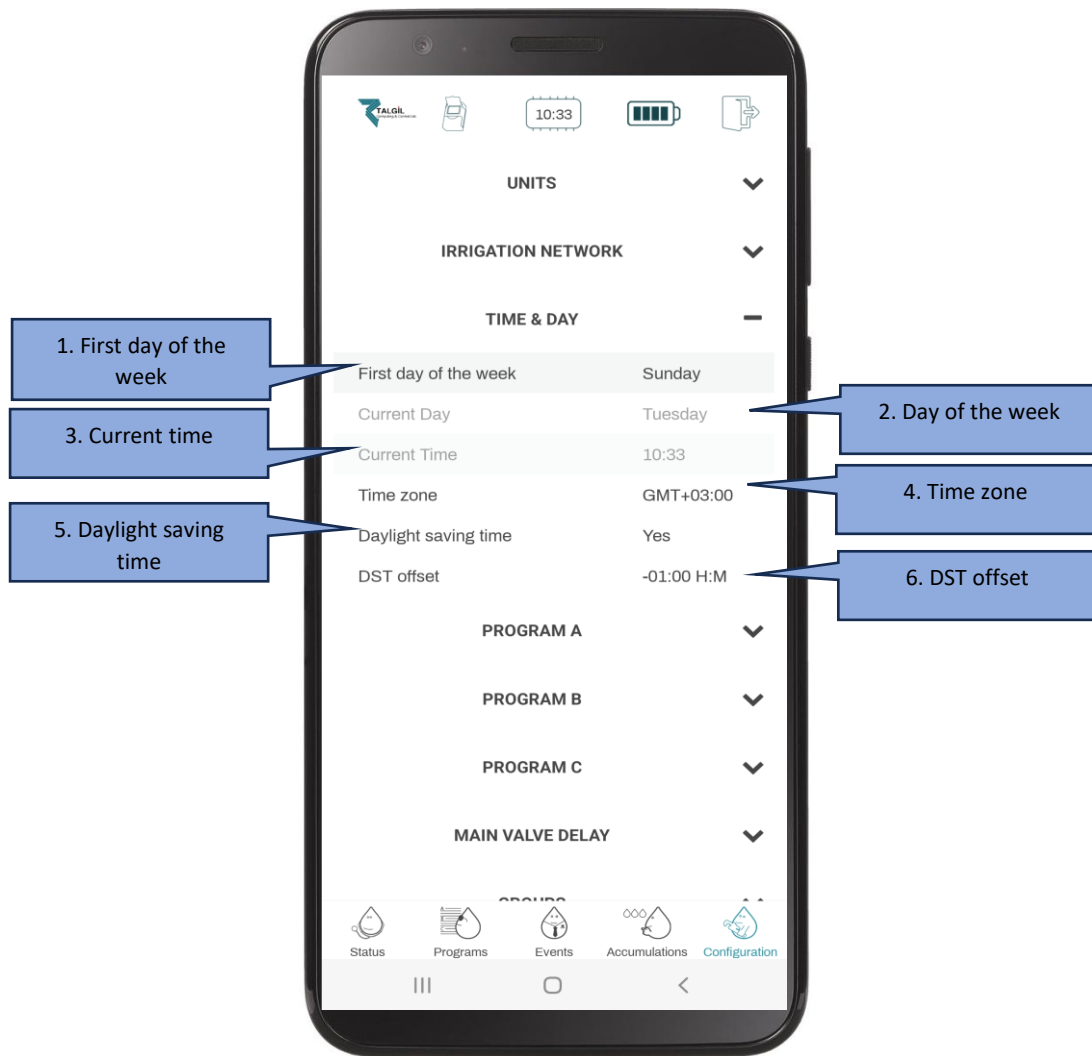 TALGİL
10:33
UNITS
IRRIGATION NETWORK
TIME & DAY
1. First day of the
week
First day of the week Sunday
Current Day Tuesday
2. Day of the week
3. Current time
Current Time 10:33
Time zone GMT+03:00
4. Time zone
5. Daylight saving
time
Daylight saving time Yes
DST offset -01:00 H:M
6. DST offset
PROGRAM A
PROGRAM B
PROGRAM C
MAIN VALVE DELAY
GROUPS
Status Programs Events Accumulations Configuration